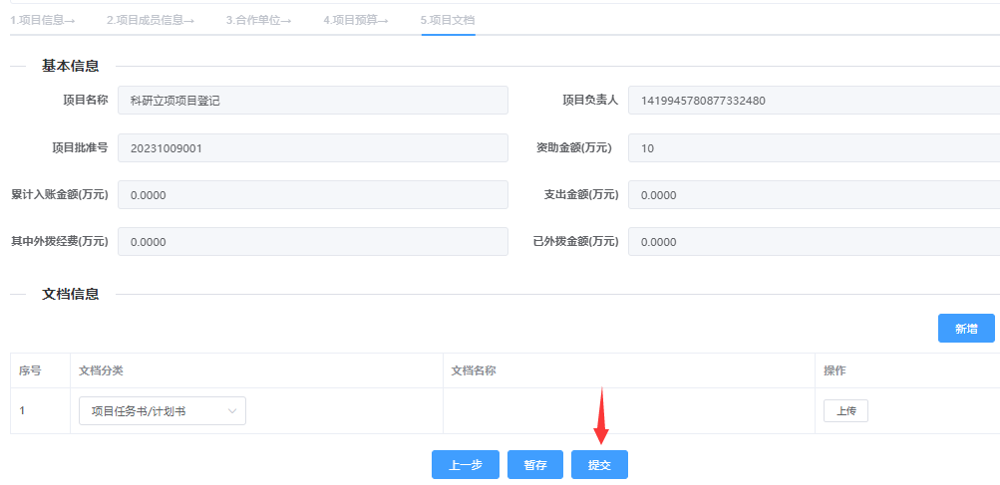 1.项目信息→ 2.项目成员信息→ 3.合作单位→ 4.项目预算→ 5.项目文档
基本信息
项目名称 科研立项项目登记 项目负责人 1419945780877332480
项目批准号 20231009001 资助金额(万元) 10
累计入账金额(万元) 0.0000 支出金额(万元) 0.0000
其中外拨经费(万元) 0.0000 已外拨金额(万元) 0.0000
文档信息
新增
序号 文档分类 文档名称 操作
1 项目任务书/计划书 上传
上一步 暂存 提交